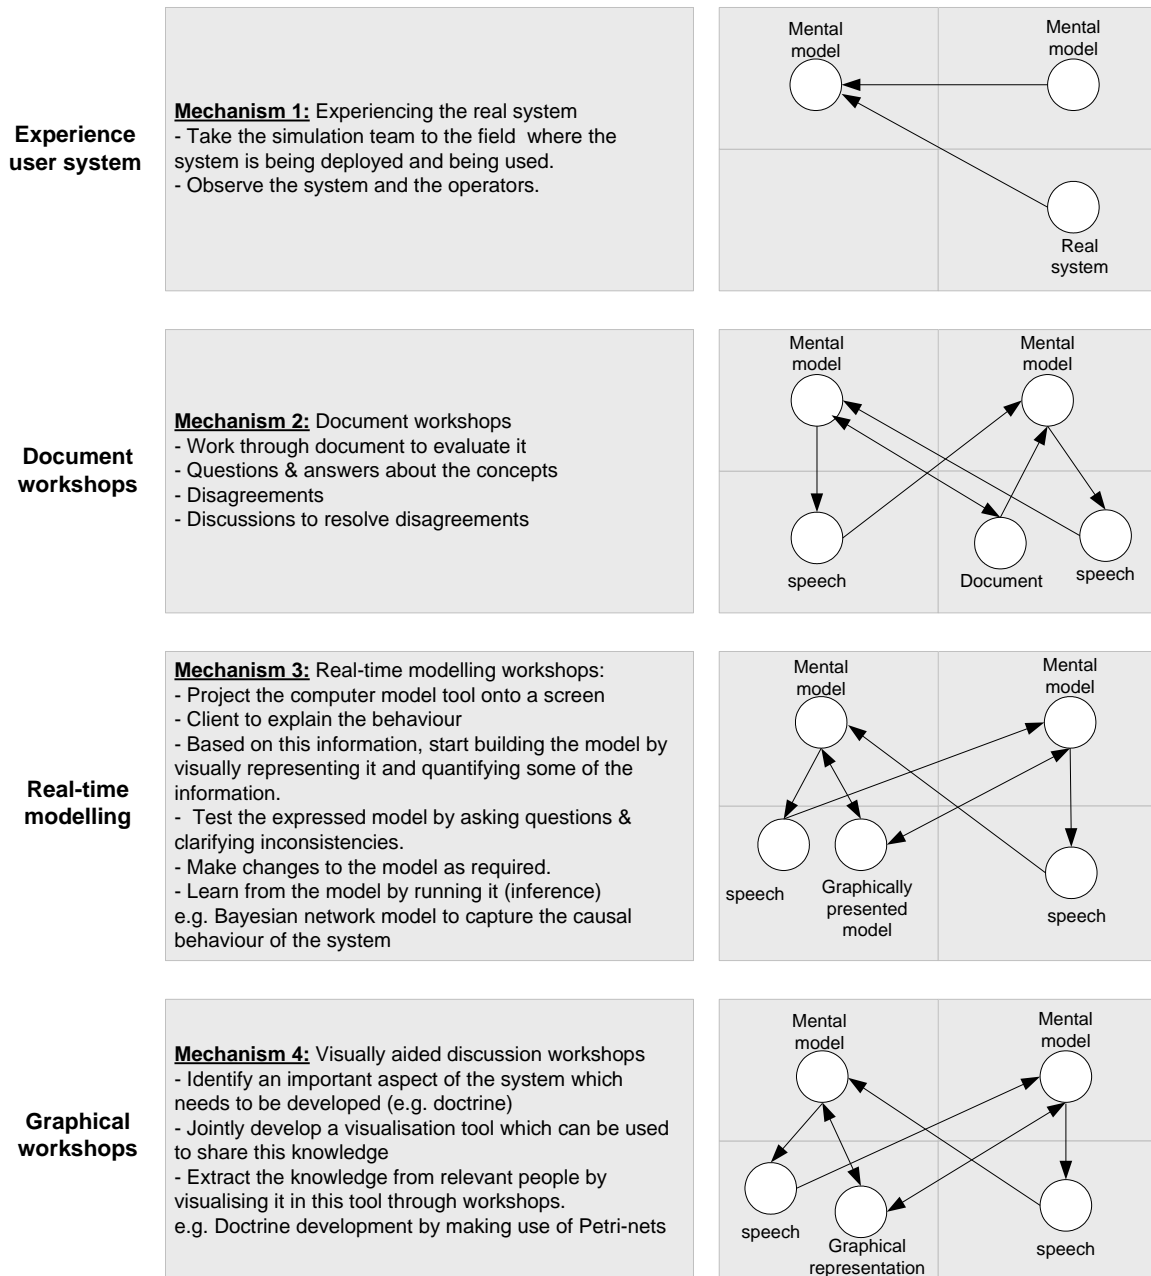 Experience
user system
Mechanism 1: Experiencing the real system
- Take the simulation team to the field  where the
system is being deployed and being used.
- Observe the system and the operators.
Mental
model
Mental
model
Real
system
Document
workshops
Mechanism 2: Document workshops
- Work through document to evaluate it
- Questions & answers about the concepts
- Disagreements
- Discussions to resolve disagreements
Mental
model
Mental
model
speech
Document
speech
Real-time
modelling
Mechanism 3: Real-time modelling workshops:
- Project the computer model tool onto a screen
- Client to explain the behaviour
- Based on this information, start building the model by
visually representing it and quantifying some of the
information.
-  Test the expressed model by asking questions &
clarifying inconsistencies.
- Make changes to the model as required.
- Learn from the model by running it (inference)
e.g. Bayesian network model to capture the causal
behaviour of the system
Mental
model
Mental
model
speech
Graphically
presented
model
speech
Graphical
workshops
Mechanism 4: Visually aided discussion workshops
- Identify an important aspect of the system which
needs to be developed (e.g. doctrine)
- Jointly develop a visualisation tool which can be used
to share this knowledge
- Extract the knowledge from relevant people by
visualising it in this tool through workshops.
e.g. Doctrine development by making use of Petri-nets
Mental
model
Mental
model
speech
Graphical
representation
speech